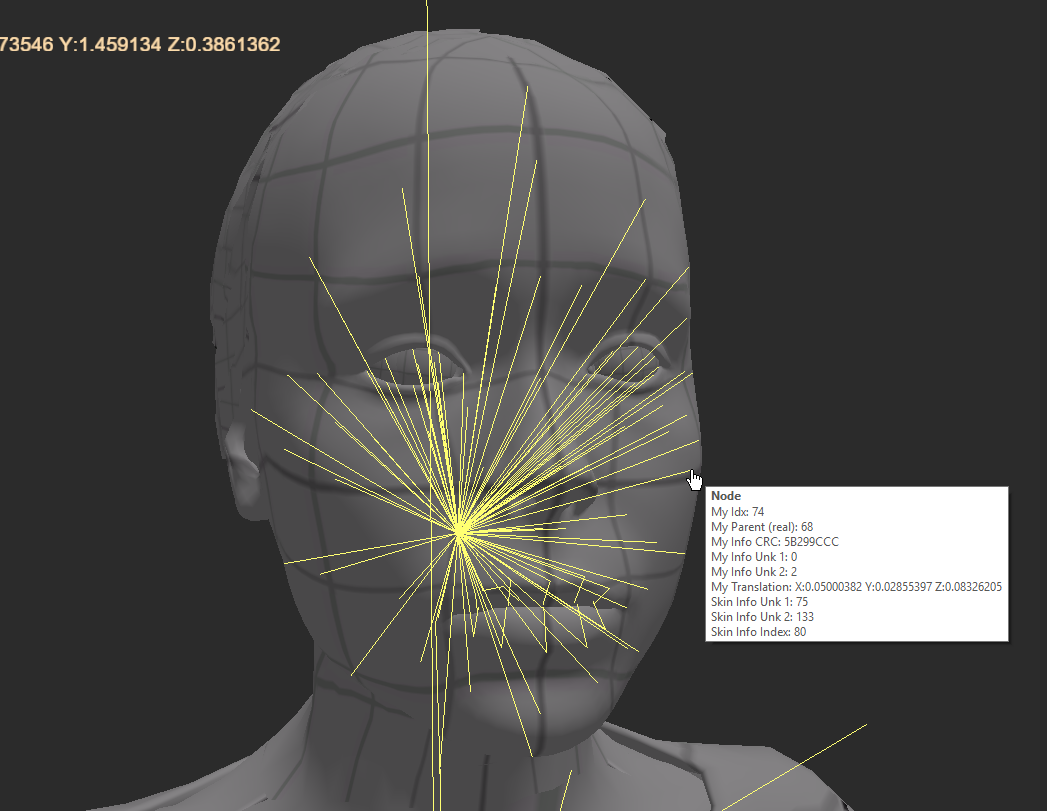 73546 Y:1.459134 Z:0.3861362
Node
My Idx: 74
My Parent (real): 68
My Info CRC: 5B299CCC
My Info Unk 1: 0
My Info Unk 2: 2
My Translation: X:0.05000382 Y:0.02855397 Z:0.08326205
Skin Info Unk 1: 75
Skin Info Unk 2: 133
Skin Info Index: 80